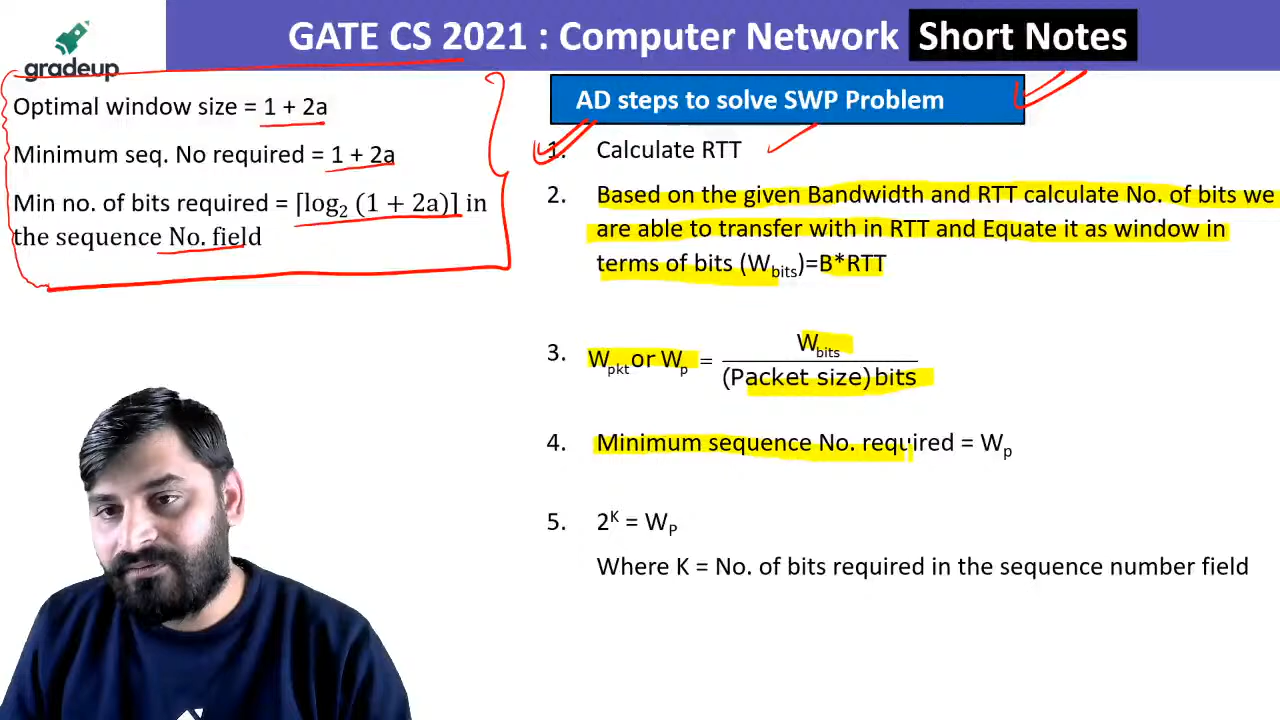 GATE CS 2021 : Computer Network Short Notes
gradeup
Optimal window size = 1 + 2a
Minimum seq. No required = 1 + 2a
Min no. of bits required = ⌈log₂ (1 + 2a)⌉ in
the sequence No. field
AD steps to solve SWP Problem
1. Calculate RTT
2. Based on the given Bandwidth and RTT calculate No. of bits we
are able to transfer with in RTT and Equate it as window in
terms of bits (W_bits)=B*RTT
3. W_pkt or W_p = W_bits / (Packet size) bits
4. Minimum sequence No. required = W_p
5. 2^K = W_P
Where K = No. of bits required in the sequence number field